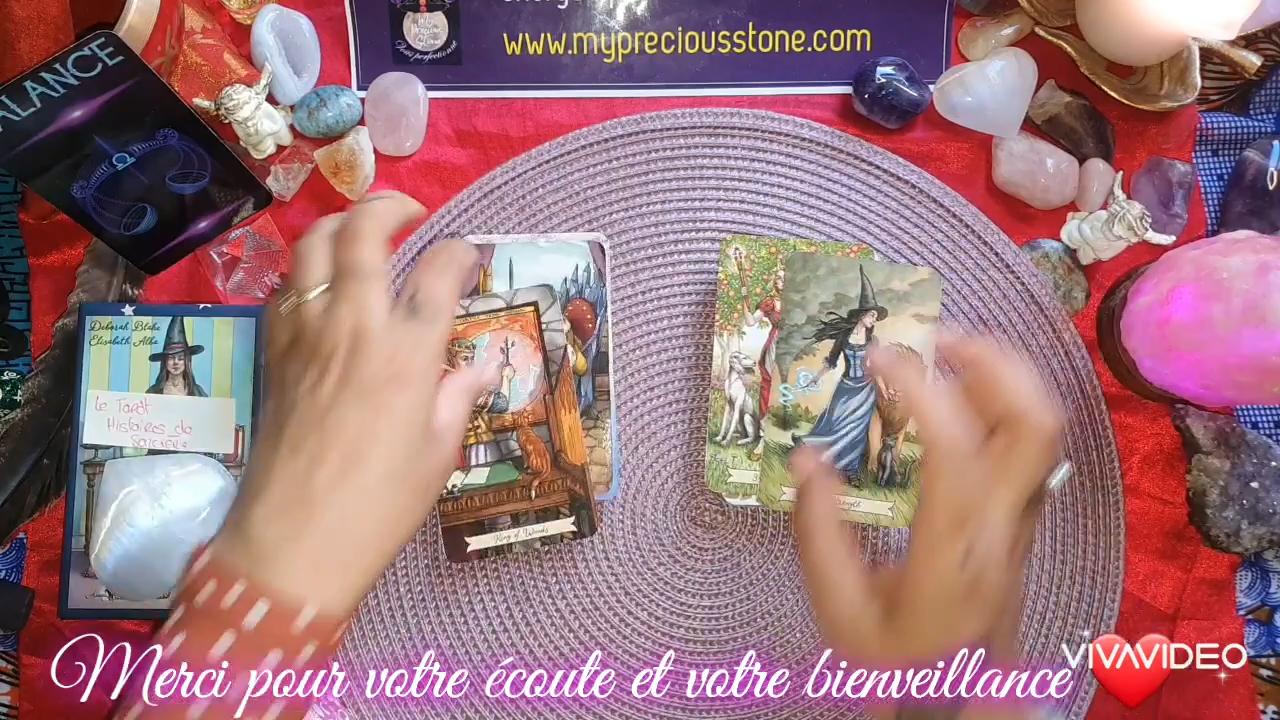 www.mypreciousstone.com
ALANCE
Deborah Blake
Elisabeth Alba
Le Tarot
Histoires de
King of Wands
Merci pour votre écoute et votre bienveillance
VIVAVIDEO